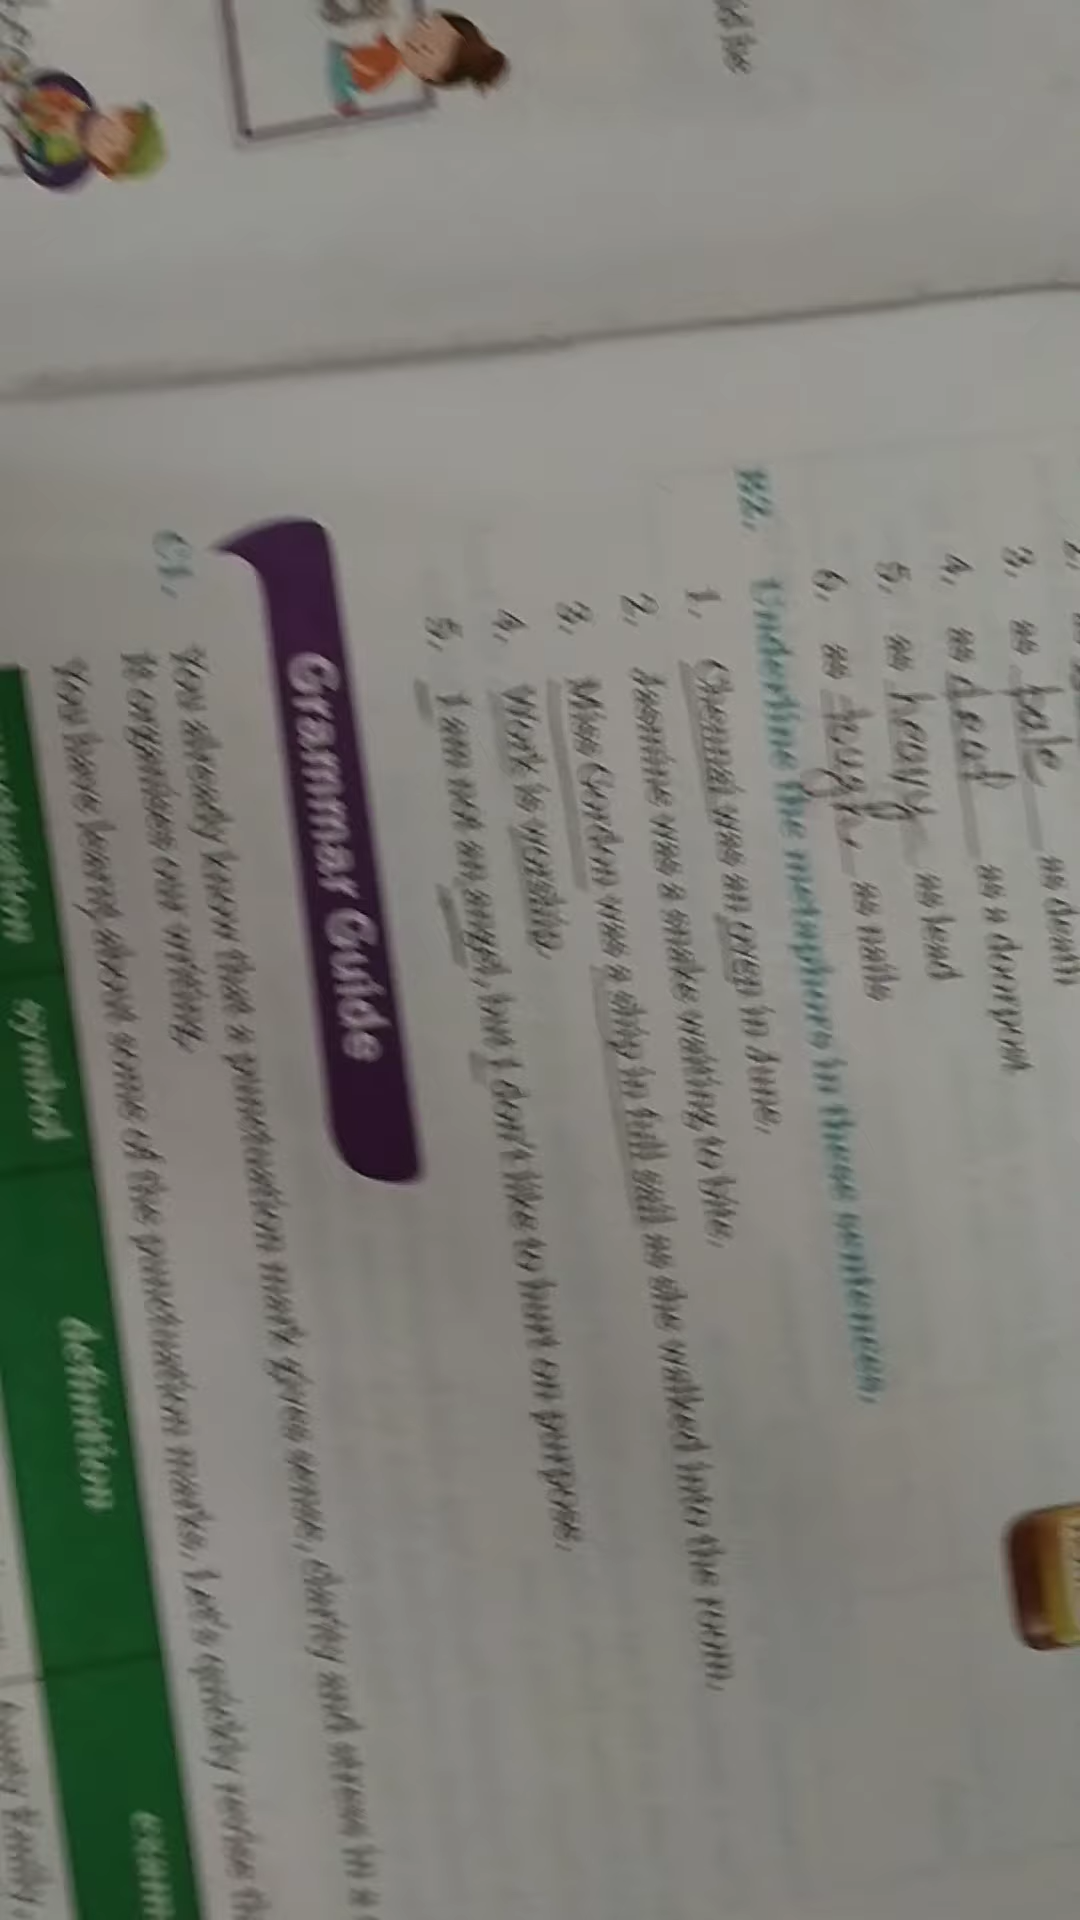 3. as pale as death
4. as dead as a doornail
5. as heavy as lead
6. as tough as nails
B2. Underline the metaphors in these sentences.
1. Chennai was an oven in June.
2. Jasmine was a snake waiting to bite.
3. Miss Gordon was a ship in full sail as she walked into the room.
4. Work is worship.
5. I am not an angel, but I don't like to hurt on purpose.
Grammar Guide
C1. You already know that a punctuation mark gives sense, clarity and stress in a
It organises our writing.
You have learnt about some of the punctuation marks. Let's quickly revise
symbol definition
family